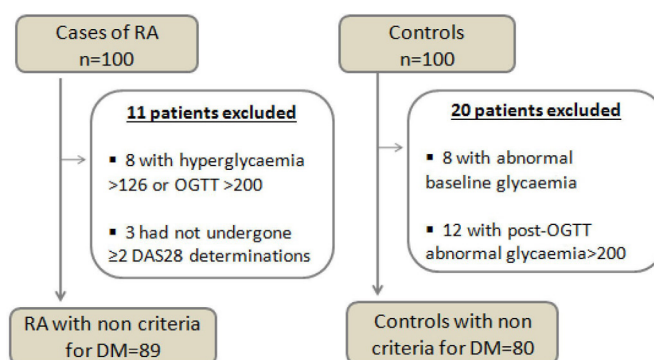 Cases of RA
n=100
Controls
n=100
11 patients excluded
▪ 8 with hyperglycaemia
>126 or OGTT >200
▪ 3 had not undergone
≥2 DAS28 determinations
20 patients excluded
▪ 8 with abnormal
baseline glycaemia
▪ 12 with post-OGTT
abnormal glycaemia>200
RA with non criteria
for DM=89
Controls with non
criteria for DM=80